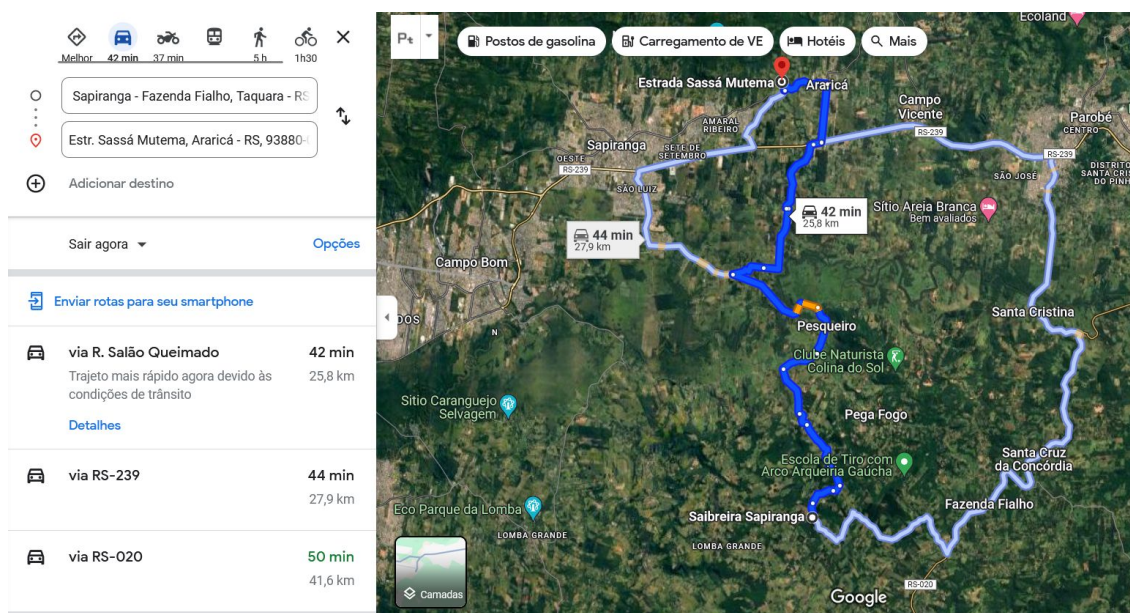 Melhor
42 min
37 min
5 h
1h30
Sapiranga - Fazenda Fialho, Taquara - RS
Estr. Sassá Mutema, Araricá - RS, 93880-
Adicionar destino
Sair agora
Opções
Enviar rotas para seu smartphone
via R. Salão Queimado
42 min
Trajeto mais rápido agora devido às
25,8 km
condições de trânsito
Detalhes
via RS-239
44 min
27,9 km
via RS-020
50 min
41,6 km
Postos de gasolina
Carregamento de VE
Hotéis
Mais
Ecoland
Estrada Sassá Mutema
Araricá
Campo
Vicente
RS-239
Parobé
CENTRO
AMARAL
RIBEIRO
Sapiranga
SETE DE
SETEMBRO
OESTE
RS-239
RS-239
DISTRITO
SANTA CRIS
DO PINH
SÃO JOSÉ
SÃO LUIZ
42 min
25,8 km
Sítio Areia Branca
Bem avaliados
44 min
27,9 km
Campo Bom
DOS
N
Santa Cristina
Pesqueiro
Clube Naturista
Colina do Sol
Sitio Caranguejo
Selvagem
Pega Fogo
Escola de Tiro com
Arco Arqueiria Gaúcha
Santa Cruz
da Concórdia
Eco Parque da Lomba
Saibreira Sapiranga
Fazenda Fialho
LOMBA GRANDE
LOMBA GRANDE
RS-020
Camadas
Google